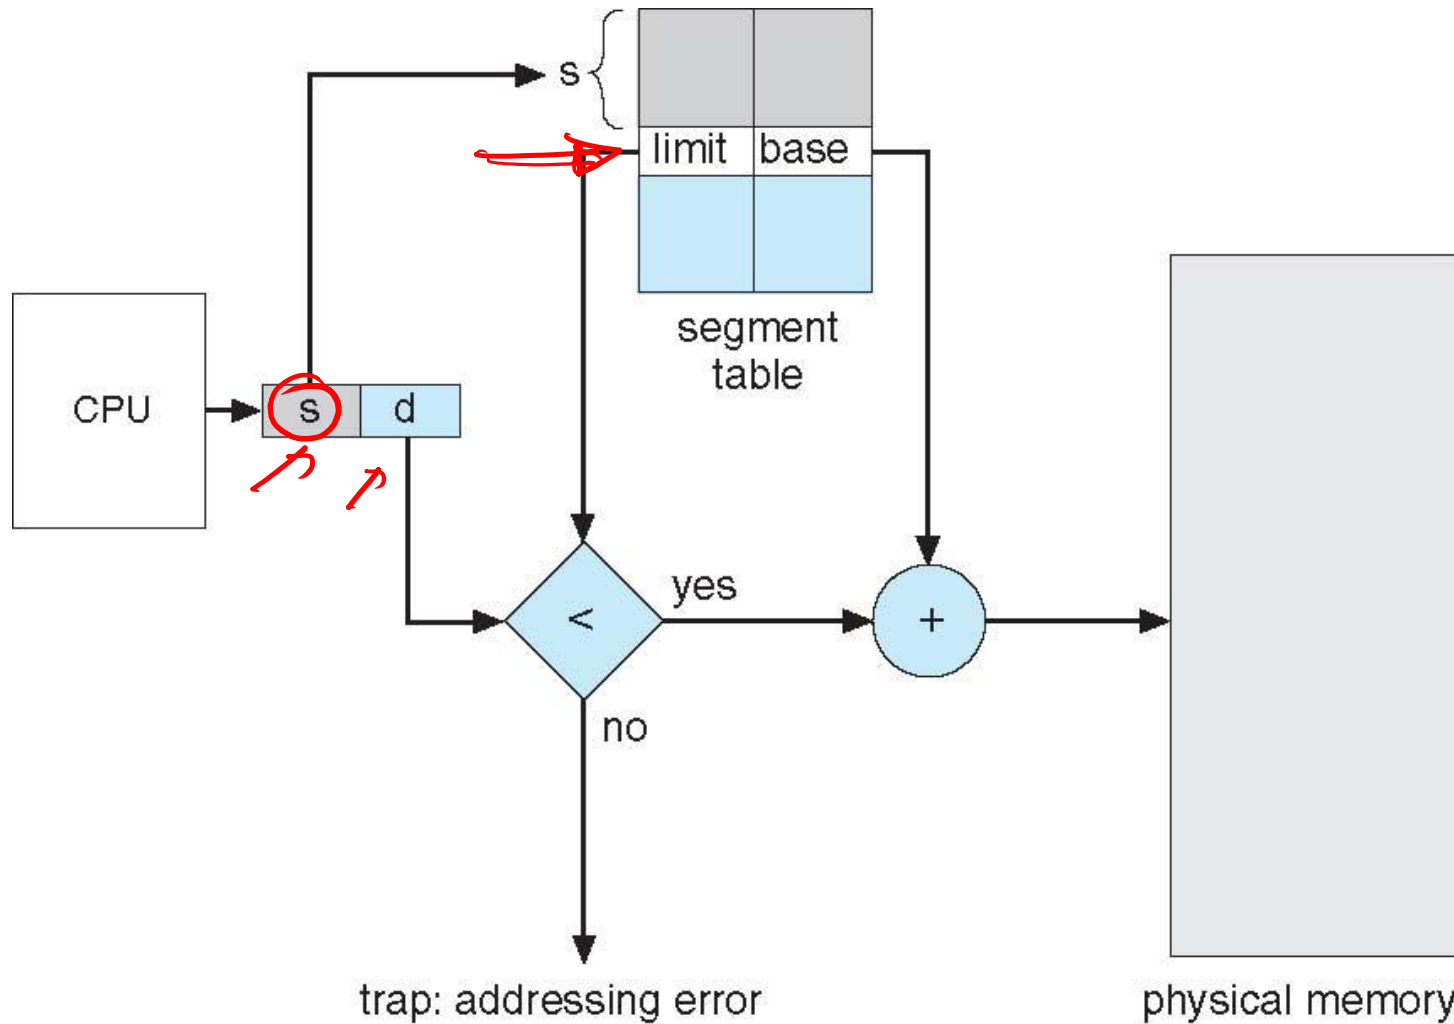 s
limit base
segment
table
CPU
s d
<
yes
+
no
trap: addressing error
physical memory